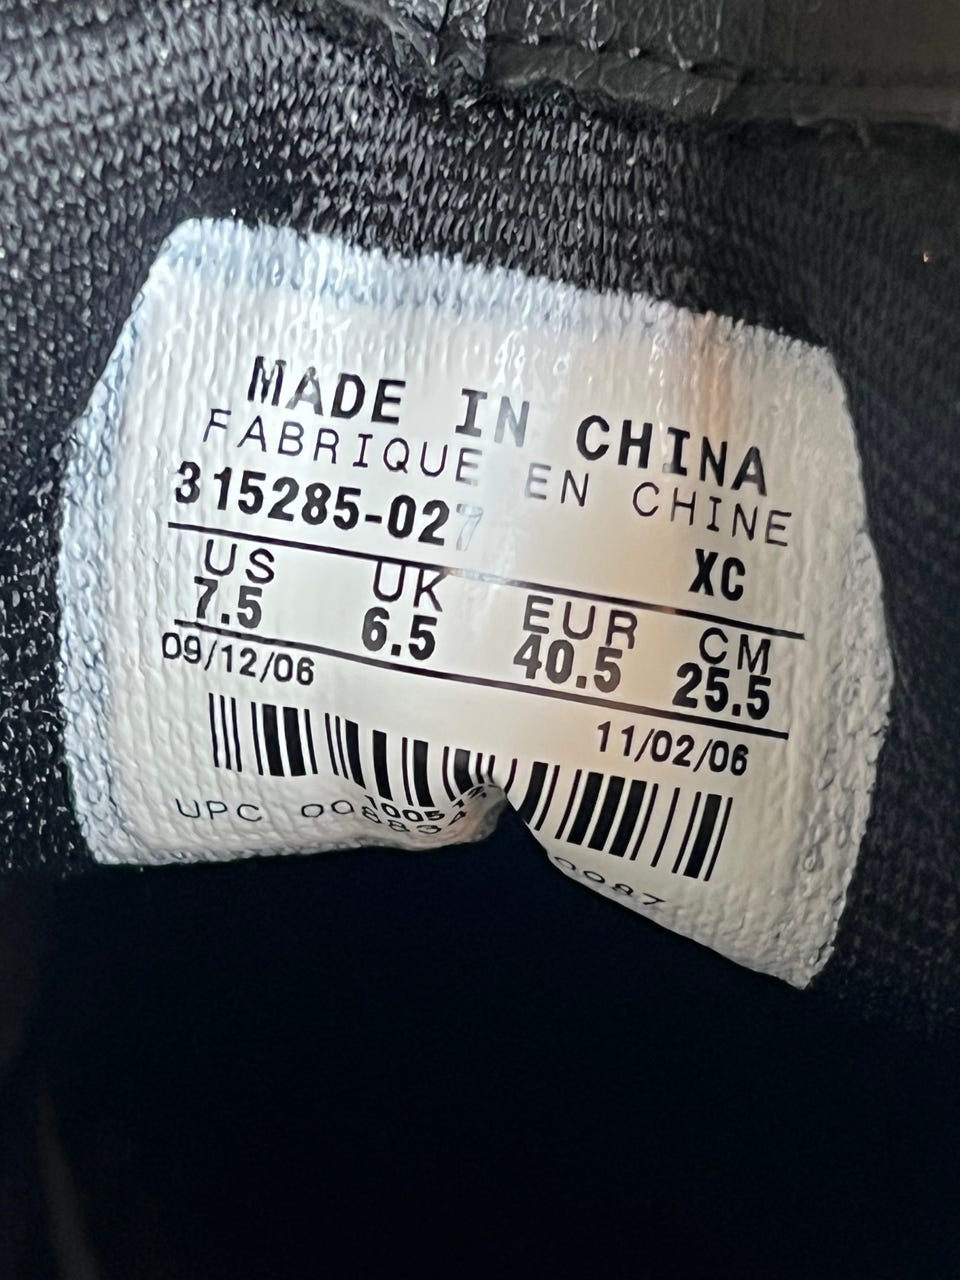 MADE IN CHINA
FABRIQUE EN CHINE
315285-027 XC
US UK EUR CM
7.5 6.5 40.5 25.5
09/12/06 11/02/06
UPC